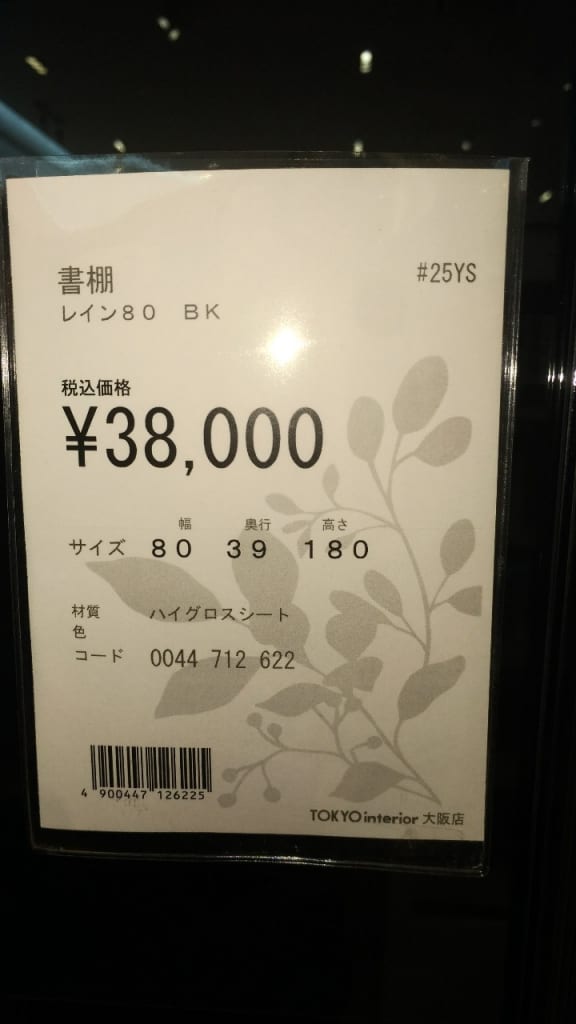 書棚
#25YS
レイン80 BK
税込価格
¥38,000
幅 奥行 高さ
サイズ 80 39 180
材質 ハイグロスシート
色
コード 0044 712 622
4 900447 126225
TOKYO interior 大阪店